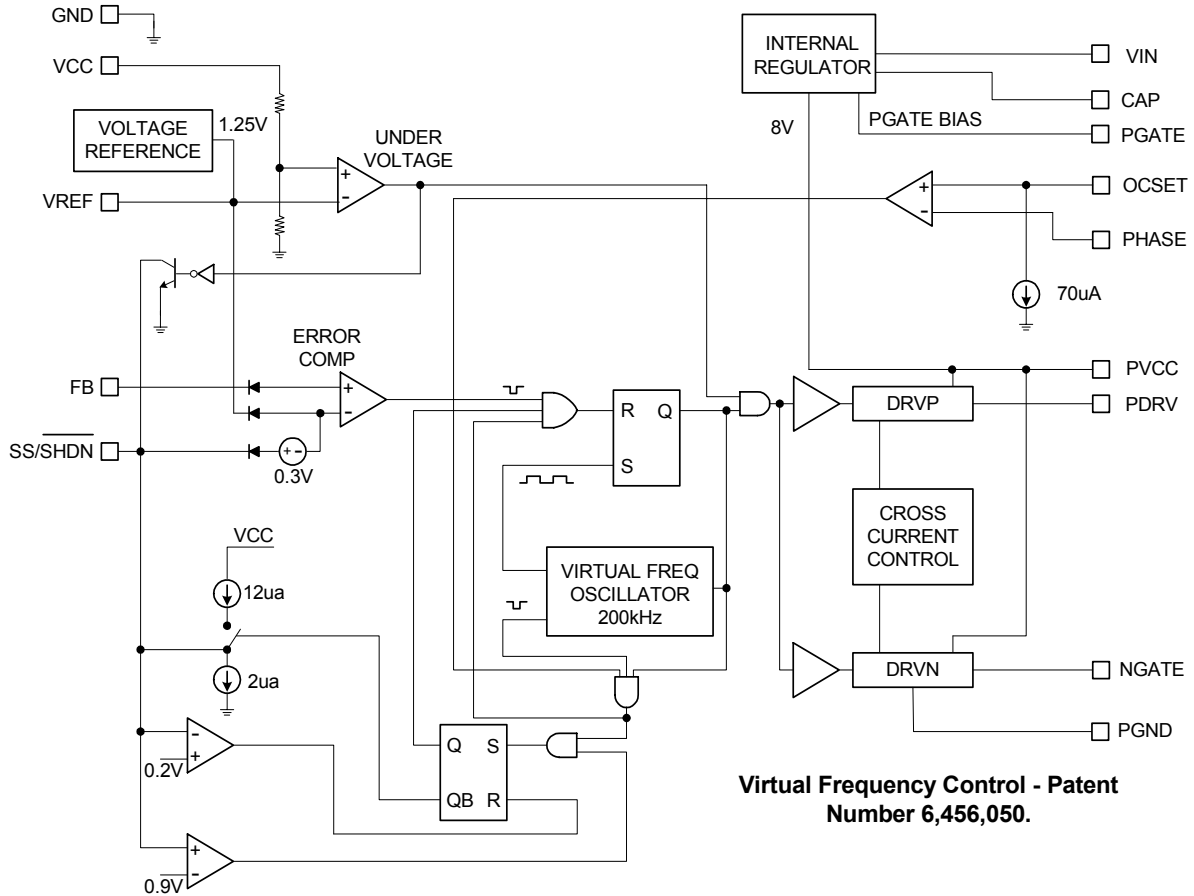 GND
VCC
VOLTAGE
REFERENCE
1.25V
VREF
UNDER
VOLTAGE
+
-
INTERNAL
REGULATOR
8V
PGATE BIAS
VIN
CAP
PGATE
OCSET
PHASE
+
-
70uA
ERROR
COMP
FB
+
-
SS/SHDN
+ -
0.3V
R Q
S
PVCC
DRVP
PDRV
CROSS
CURRENT
CONTROL
VCC
12ua
2ua
VIRTUAL FREQ
OSCILLATOR
200kHz
DRVN
NGATE
PGND
-
+
0.2V
Q S
QB R
+
-
0.9V
Virtual Frequency Control - Patent
Number 6,456,050.